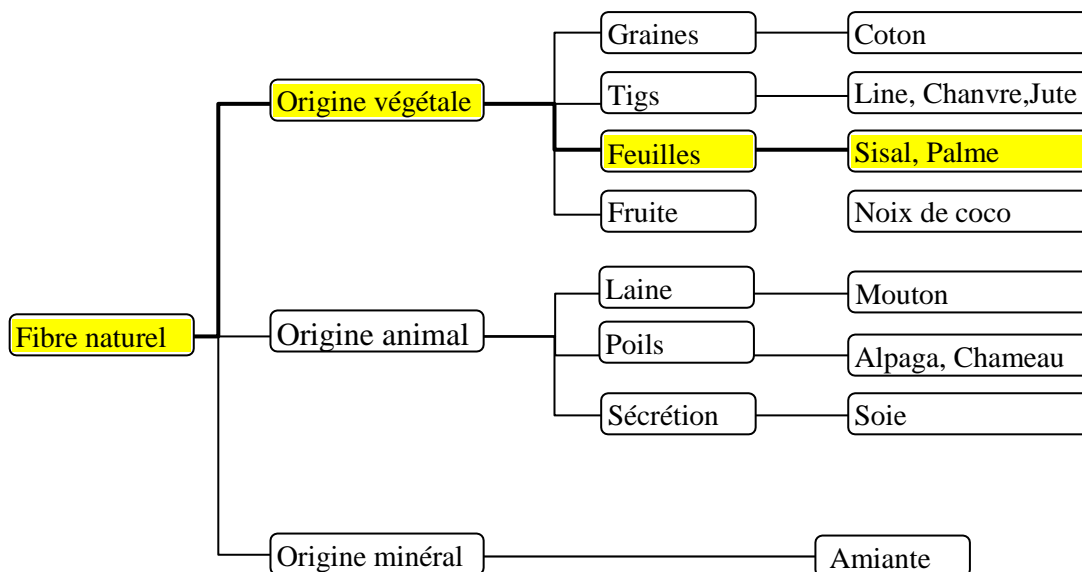 Graines
Coton
Origine végétale
Tigs
Line, Chanvre,Jute
Feuilles
Sisal, Palme
Fruite
Noix de coco
Fibre naturel
Origine animal
Laine
Mouton
Poils
Alpaga, Chameau
Sécrétion
Soie
Origine minéral
Amiante